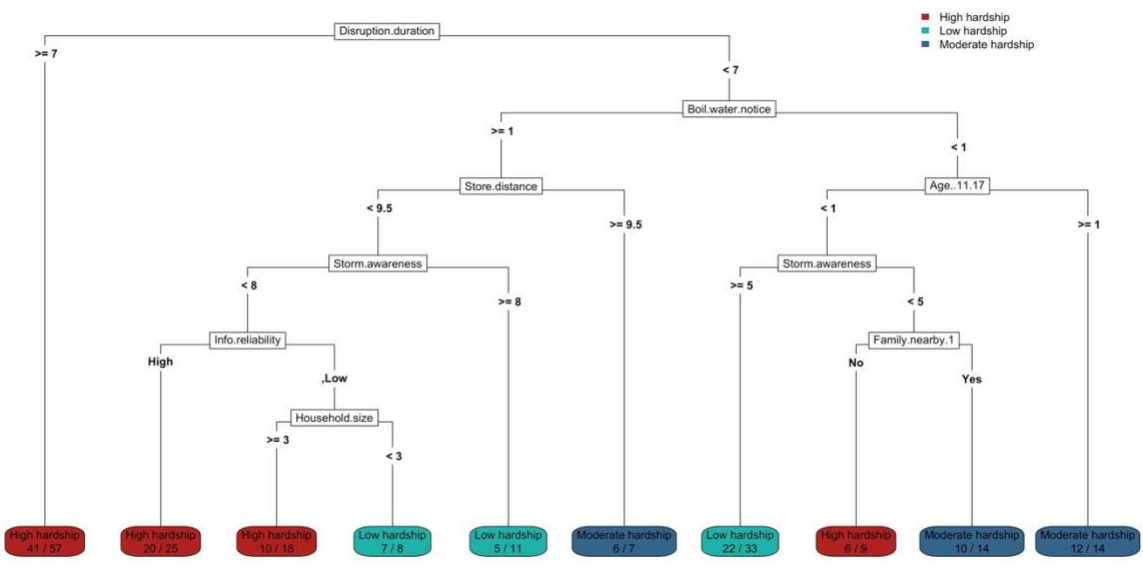 Disruption.duration
High hardship
Low hardship
Moderate hardship
>= 7
< 7
Boil.water.notice
>= 1
< 1
Store.distance
Age..11.17
< 9.5
>= 9.5
< 1
>= 1
Storm.awareness
Storm.awareness
< 8
>= 8
>= 5
< 5
Info.reliability
Family.nearby.1
High
,Low
No
Yes
Household.size
>= 3
< 3
High hardship
41 / 57
High hardship
20 / 25
High hardship
10 / 18
Low hardship
7 / 8
Low hardship
5 / 11
Moderate hardship
6 / 7
Low hardship
22 / 33
High hardship
6 / 9
Moderate hardship
10 / 14
Moderate hardship
12 / 14